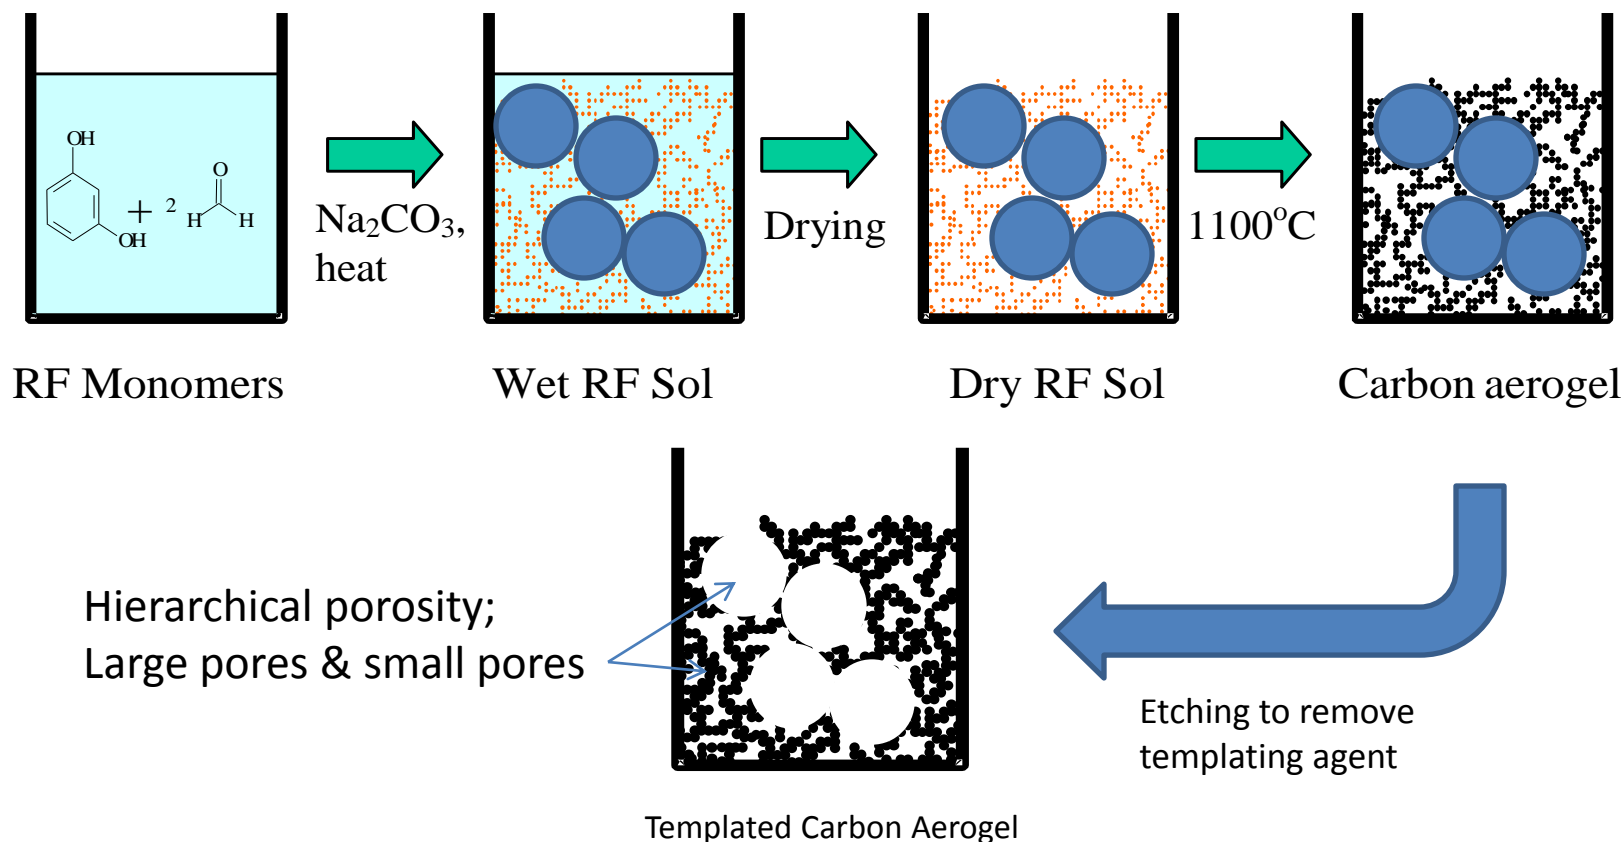 OH
O
+ 2 H H
OH
Na₂CO₃,
heat
Drying
1100°C
RF Monomers
Wet RF Sol
Dry RF Sol
Carbon aerogel
Hierarchical porosity;
Large pores & small pores
Etching to remove
templating agent
Templated Carbon Aerogel